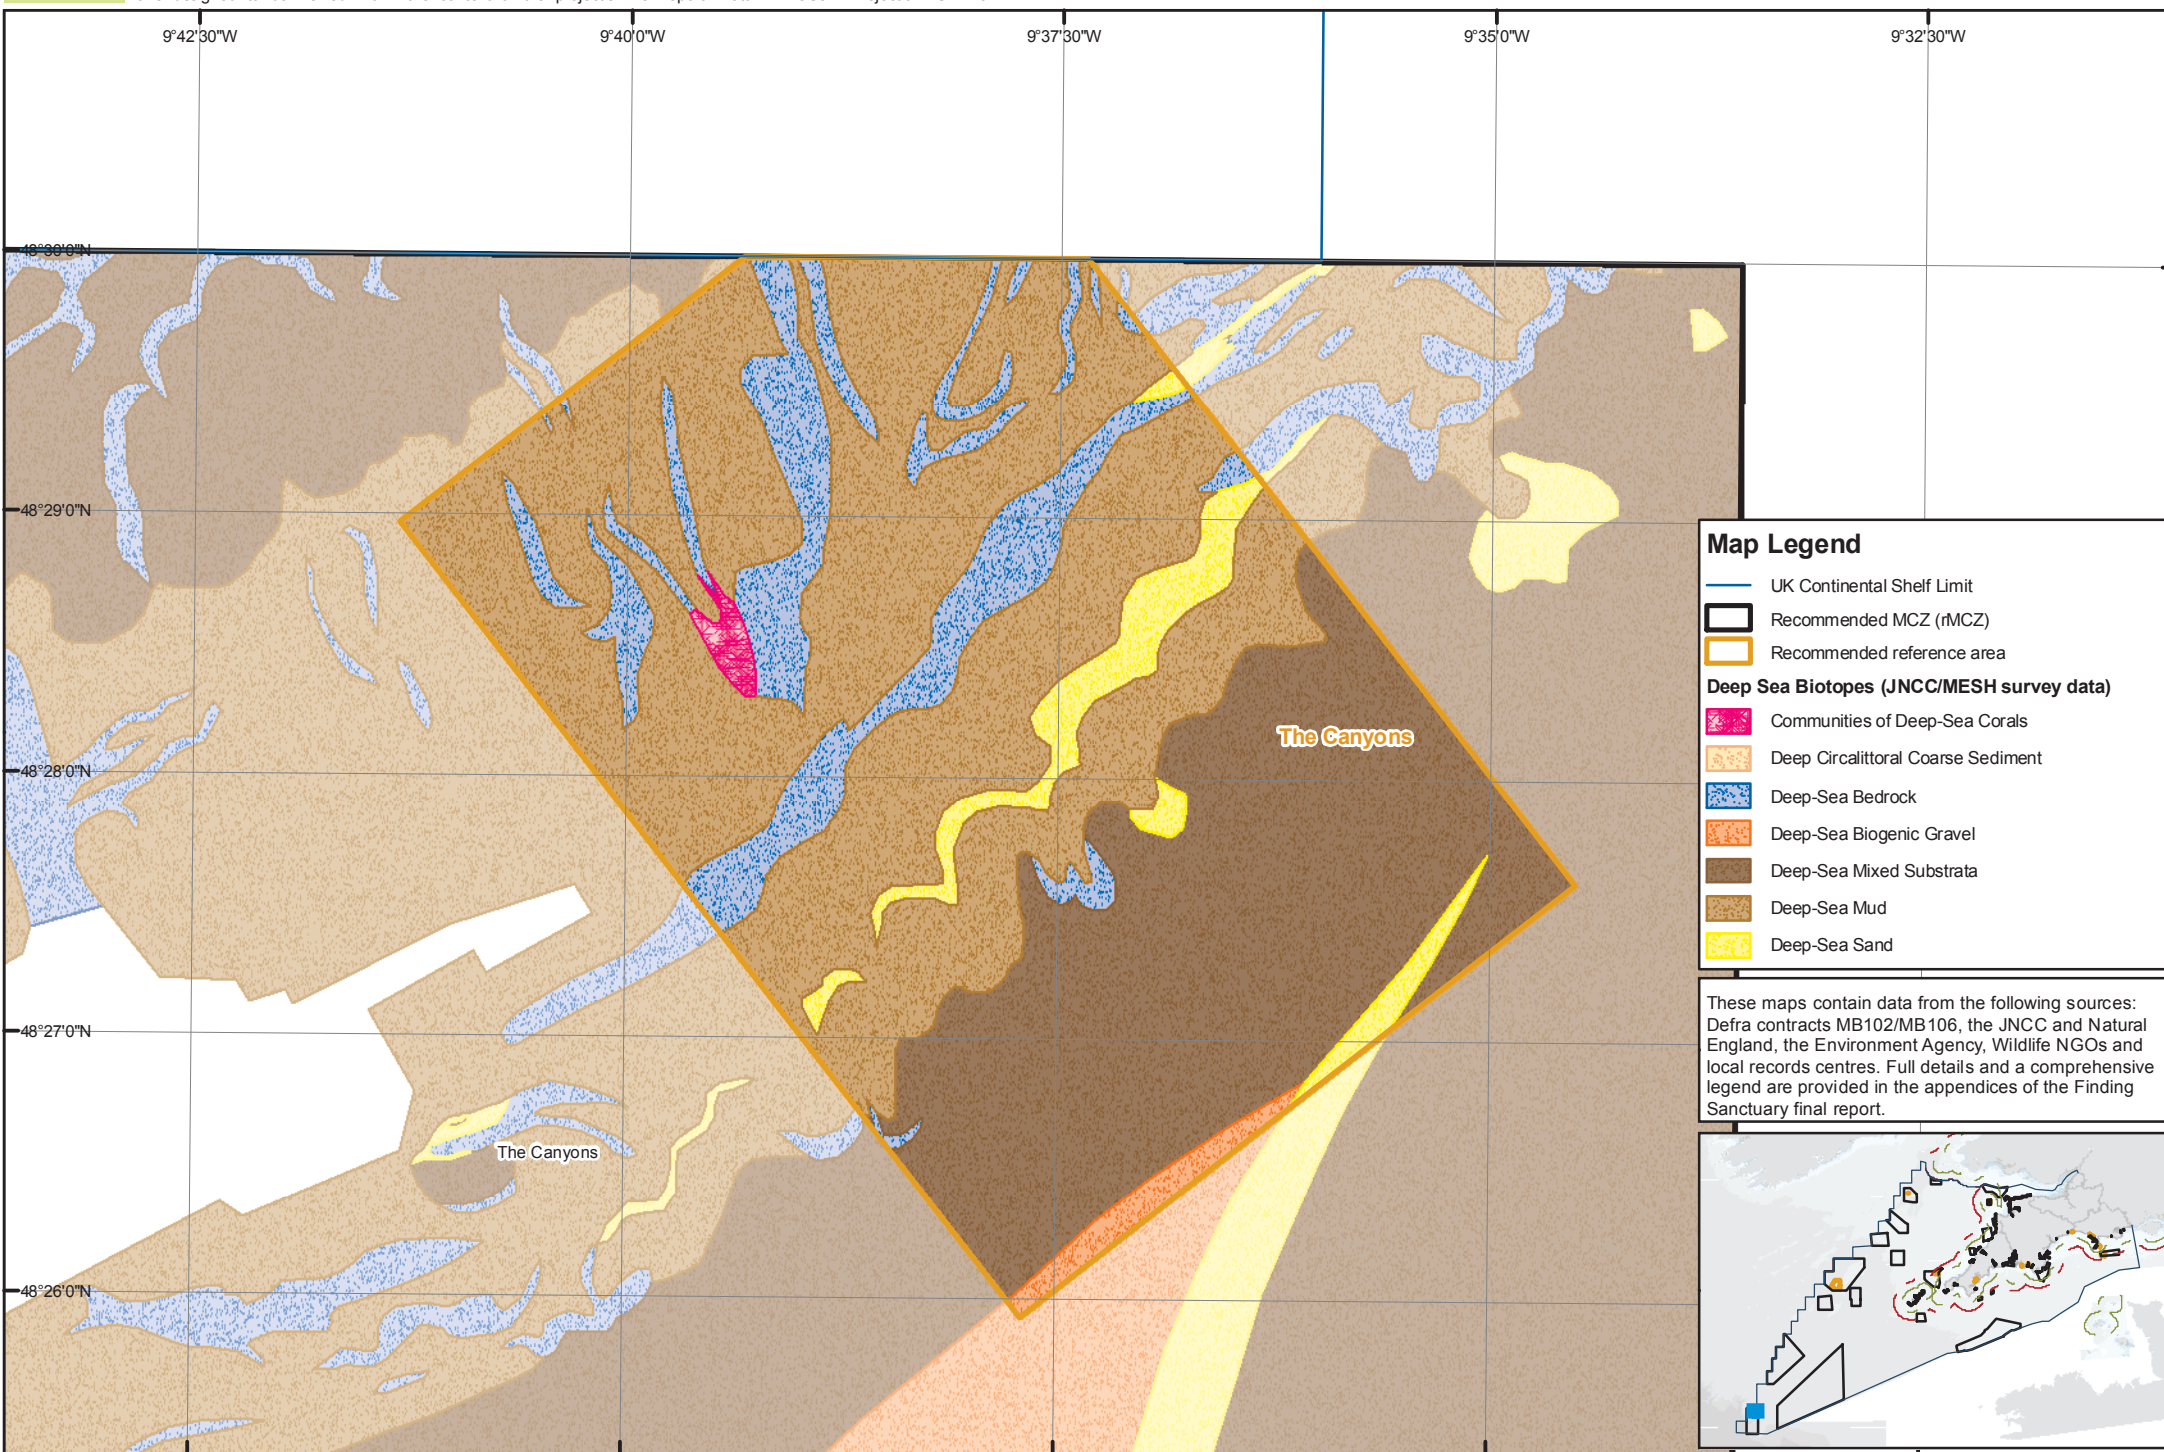 9°42'30"W
9°40'0"W
9°37'30"W
9°35'0"W
9°32'30"W
48°30'0"N
48°29'0"N
48°28'0"N
48°27'0"N
48°26'0"N
The Canyons
The Canyons
Map Legend
UK Continental Shelf Limit
Recommended MCZ (rMCZ)
Recommended reference area
Deep Sea Biotopes (JNCC/MESH survey data)
Communities of Deep-Sea Corals
Deep Circalittoral Coarse Sediment
Deep-Sea Bedrock
Deep-Sea Biogenic Gravel
Deep-Sea Mixed Substrata
Deep-Sea Mud
Deep-Sea Sand
These maps contain data from the following sources:
Defra contracts MB102/MB106, the JNCC and Natural
England, the Environment Agency, Wildlife NGOs and
local records centres. Full details and a comprehensive
legend are provided in the appendices of the Finding
Sanctuary final report.